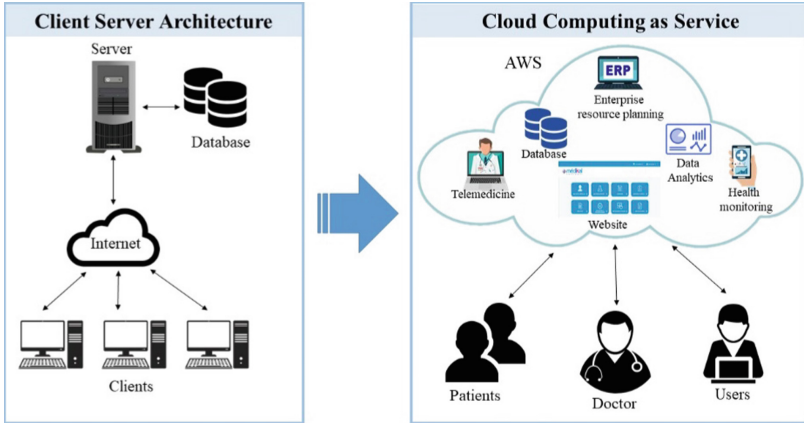 Client Server Architecture
Server
Database
Internet
Clients
Cloud Computing as Service
AWS
ERP
Enterprise
resource planning
Database
Telemedicine
Data
Analytics
Health
monitoring
Website
Patients
Doctor
Users